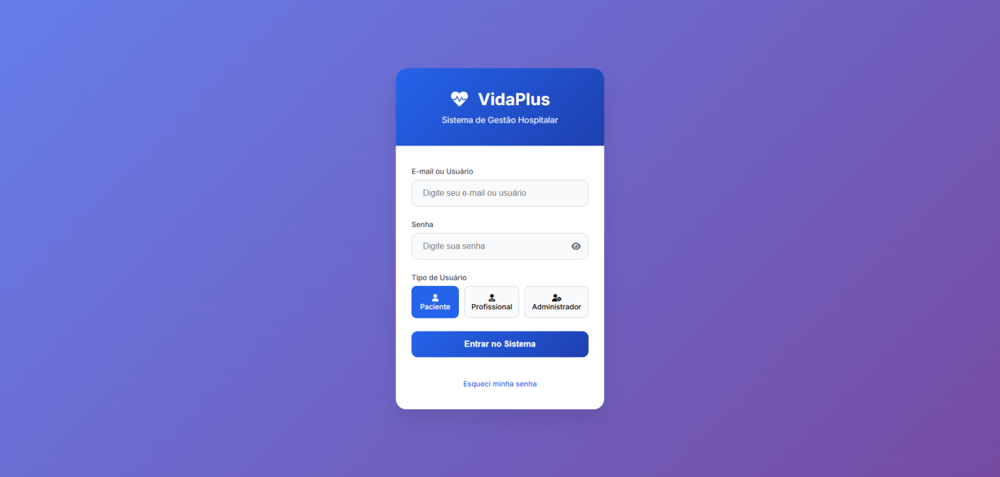 VidaPlus
Sistema de Gestão Hospitalar
E-mail ou Usuário
Digite seu e-mail ou usuário
Senha
Digite sua senha
Tipo de Usuário
Paciente
Profissional
Administrador
Entrar no Sistema
Esqueci minha senha